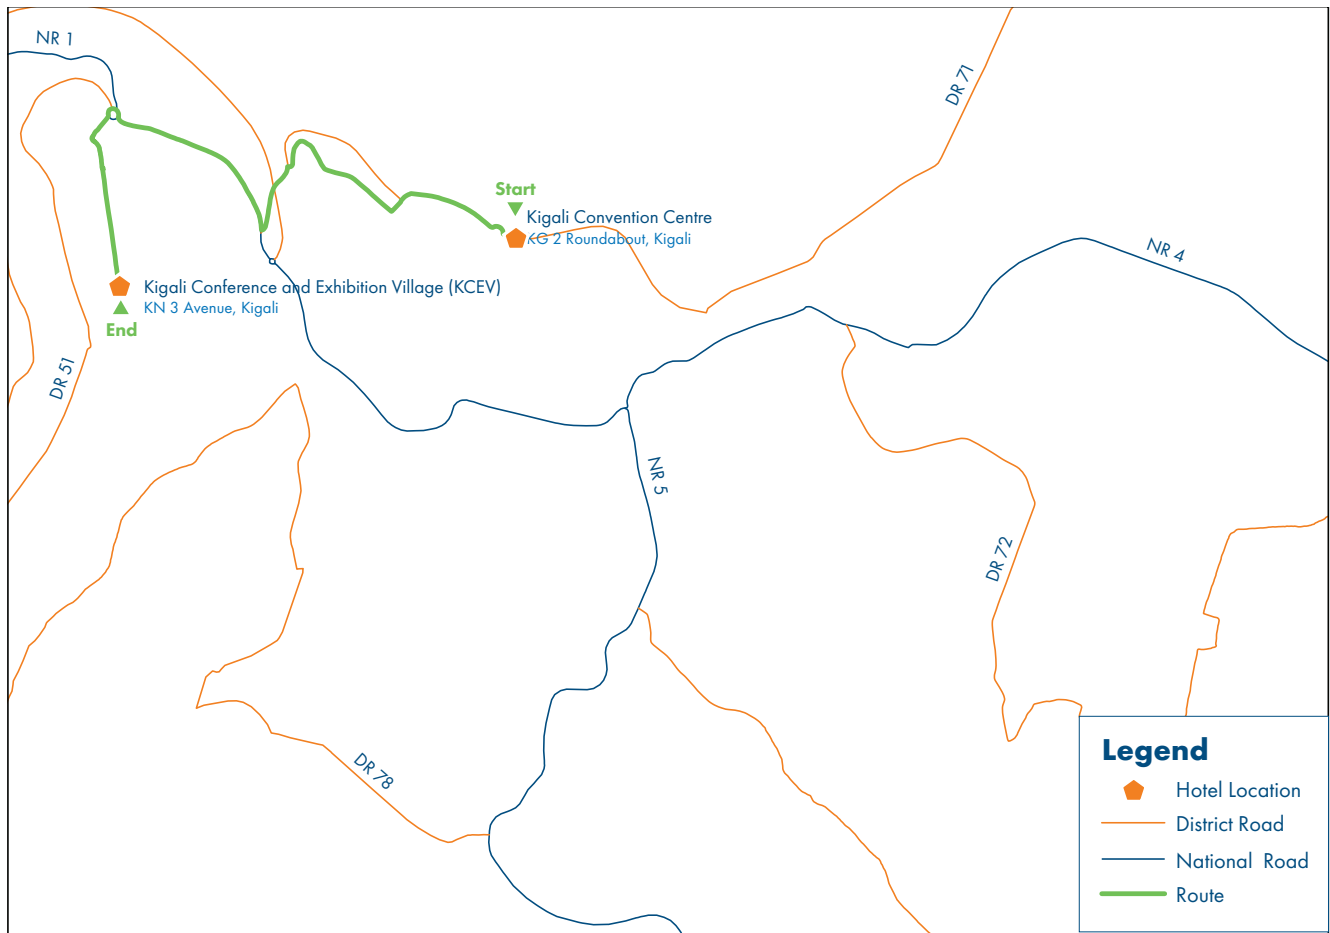 NR 1
DR 71
Start
Kigali Convention Centre
KG 2 Roundabout, Kigali
NR 4
Kigali Conference and Exhibition Village (KCEV)
KN 3 Avenue, Kigali
End
DR 51
NR 5
DR 72
DR 78
Legend
Hotel Location
District Road
National Road
Route